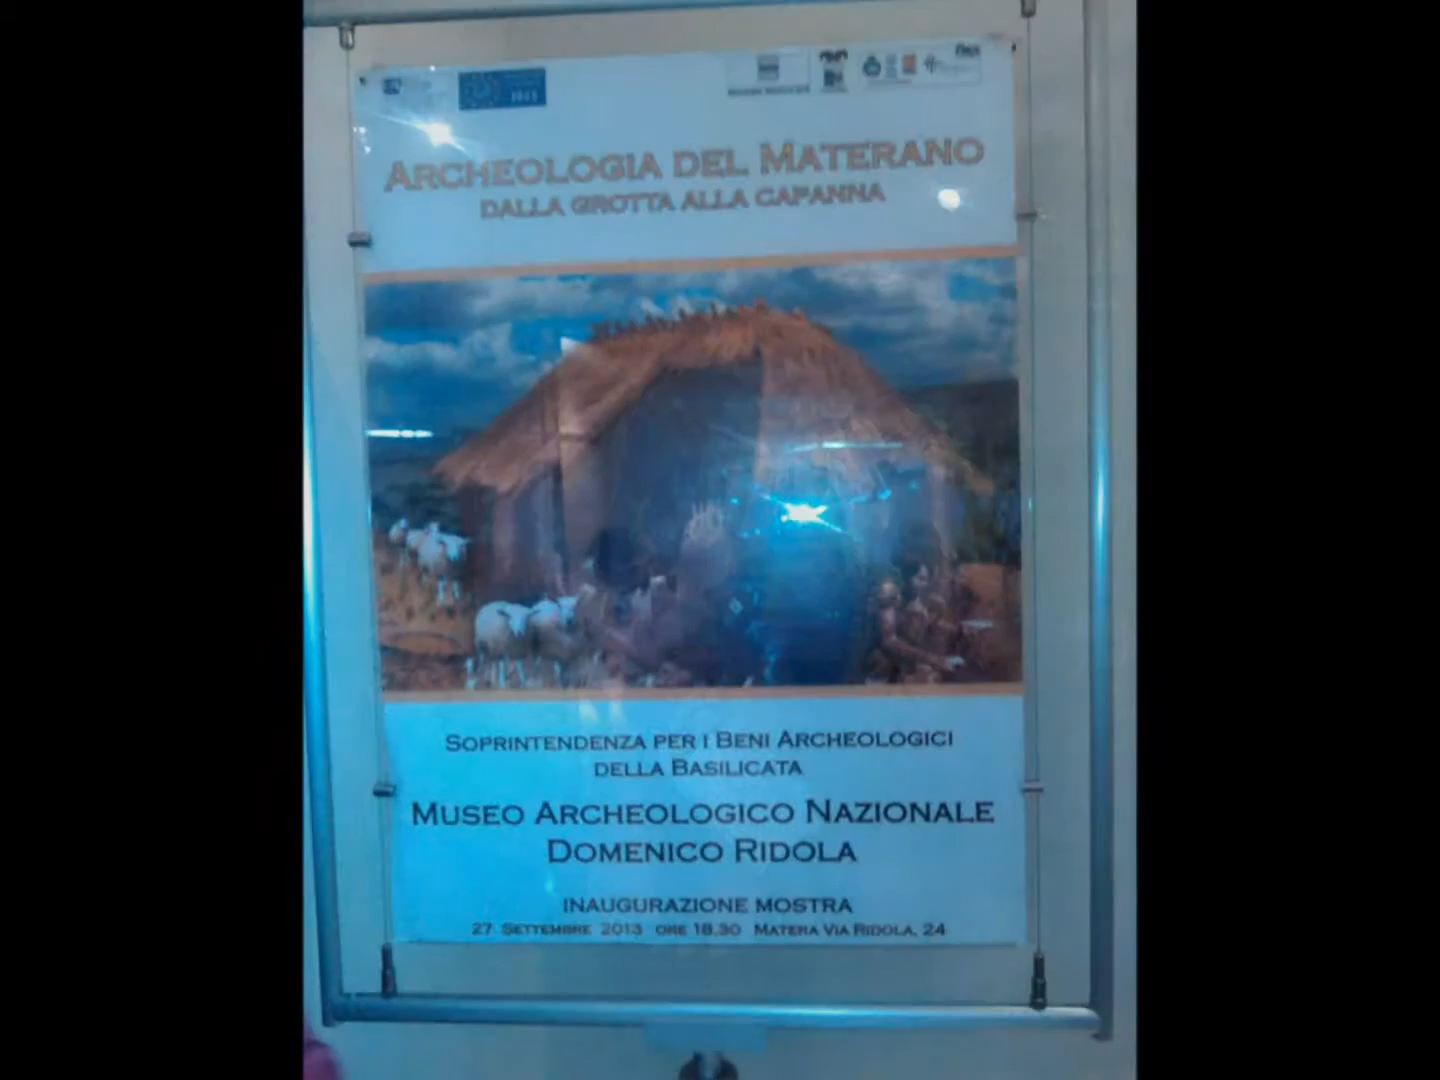 ARCHEOLOGIA DEL MATERANO
DALLA GROTTA ALLA CAPANNA
SOPRINTENDENZA PER I BENI ARCHEOLOGICI
DELLA BASILICATA
MUSEO ARCHEOLOGICO NAZIONALE
DOMENICO RIDOLA
INAUGURAZIONE MOSTRA
27 SETTEMBRE 2013 ORE 18.30 MATERA VIA RIDOLA, 24